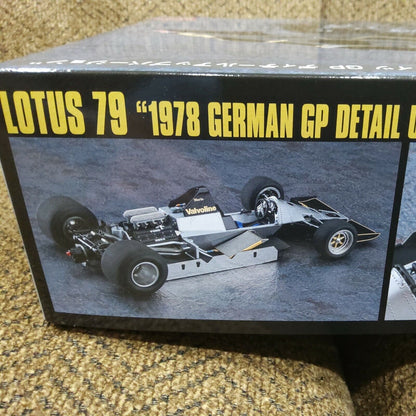 LOTUS 79 "1978 GERMAN GP DETAIL
Valvoline